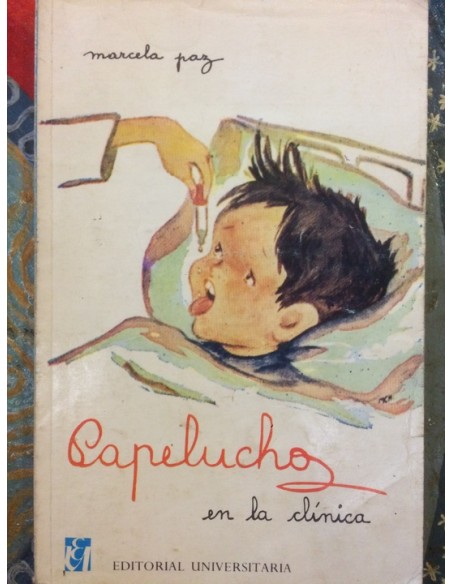 marcela paz
Papelucho
en la clínica
EDITORIAL UNIVERSITARIA